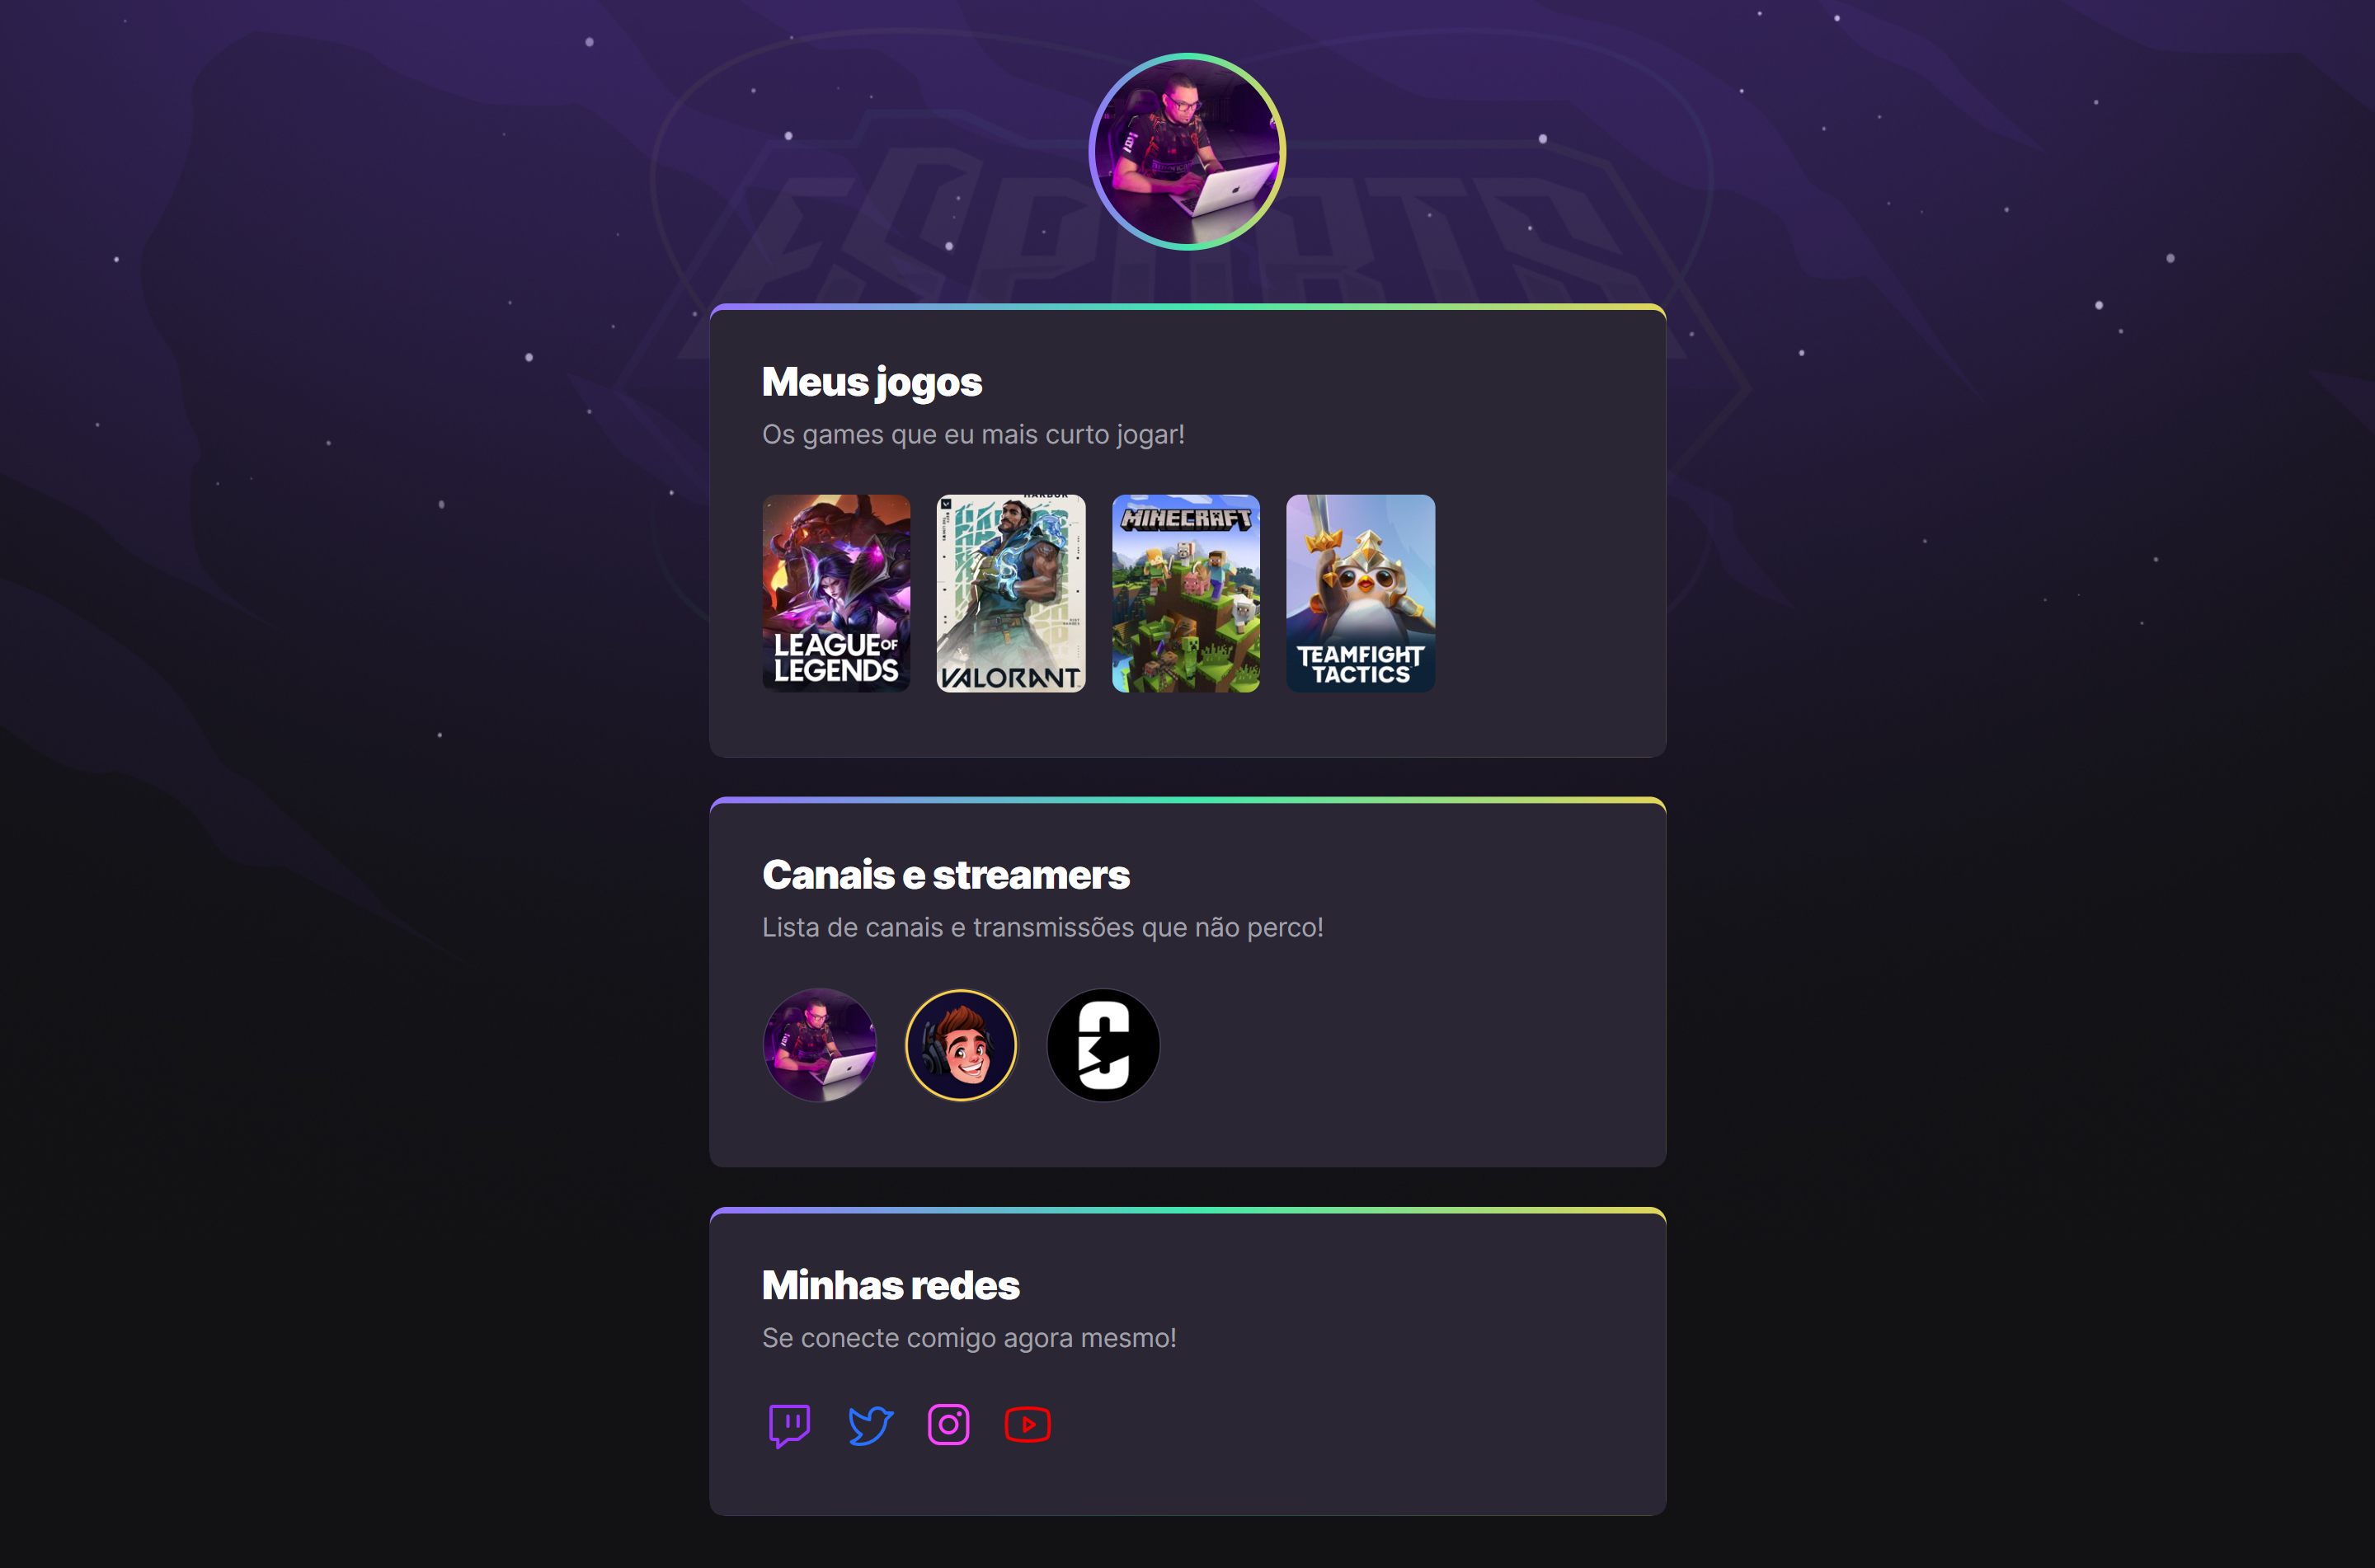 ESPORTS
Meus jogos
Os games que eu mais curto jogar!
HARBOR
LEAGUE OF
LEGENDS
VALORANT
MINECRAFT
TEAMFIGHT
TACTICS
Canais e streamers
Lista de canais e transmissões que não perco!
Minhas redes
Se conecte comigo agora mesmo!